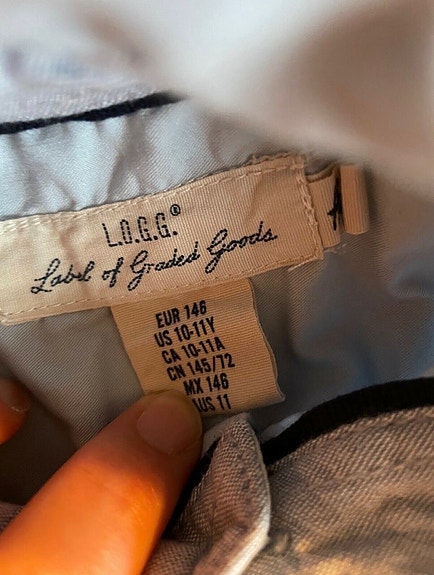 L.O.G.G.®
Label of Graded Goods
EUR 146
US 10-11Y
CA 10-11A
CN 145/72
MX 146
AUS 11